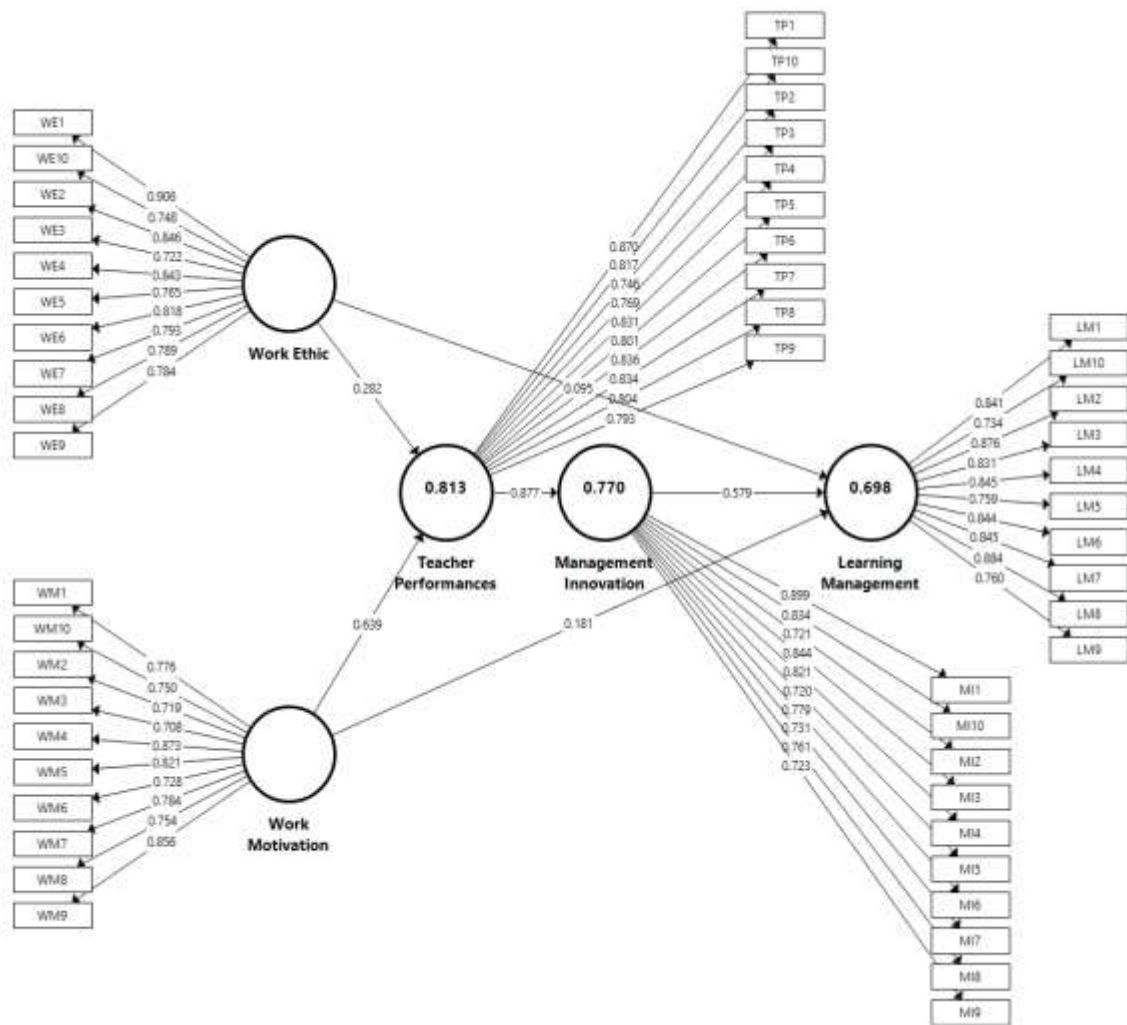 TP1
TP10
TP2
TP3
TP4
TP5
TP6
TP7
TP8
TP9
WE1
WE10
WE2
WE3
WE4
WE5
WE6
WE7
WE8
WE9
0.906
0.748
0.846
0.722
0.843
0.765
0.818
0.793
0.789
0.784
Work Ethic
0.870
0.817
0.746
0.769
0.831
0.801
0.836
0.834
0.804
0.793
0.282
0.095
0.813
Teacher
Performances
0.877
0.770
Management
Innovation
0.579
0.698
Learning
Management
0.841
0.734
0.876
0.831
0.845
0.759
0.844
0.845
0.884
0.760
LM1
LM10
LM2
LM3
LM4
LM5
LM6
LM7
LM8
LM9
0.639
0.181
WM1
WM10
WM2
WM3
WM4
WM5
WM6
WM7
WM8
WM9
0.776
0.750
0.719
0.708
0.873
0.821
0.728
0.784
0.754
0.856
Work
Motivation
0.899
0.834
0.721
0.844
0.821
0.720
0.779
0.731
0.761
0.723
MI1
MI10
MI2
MI3
MI4
MI5
MI6
MI7
MI8
MI9